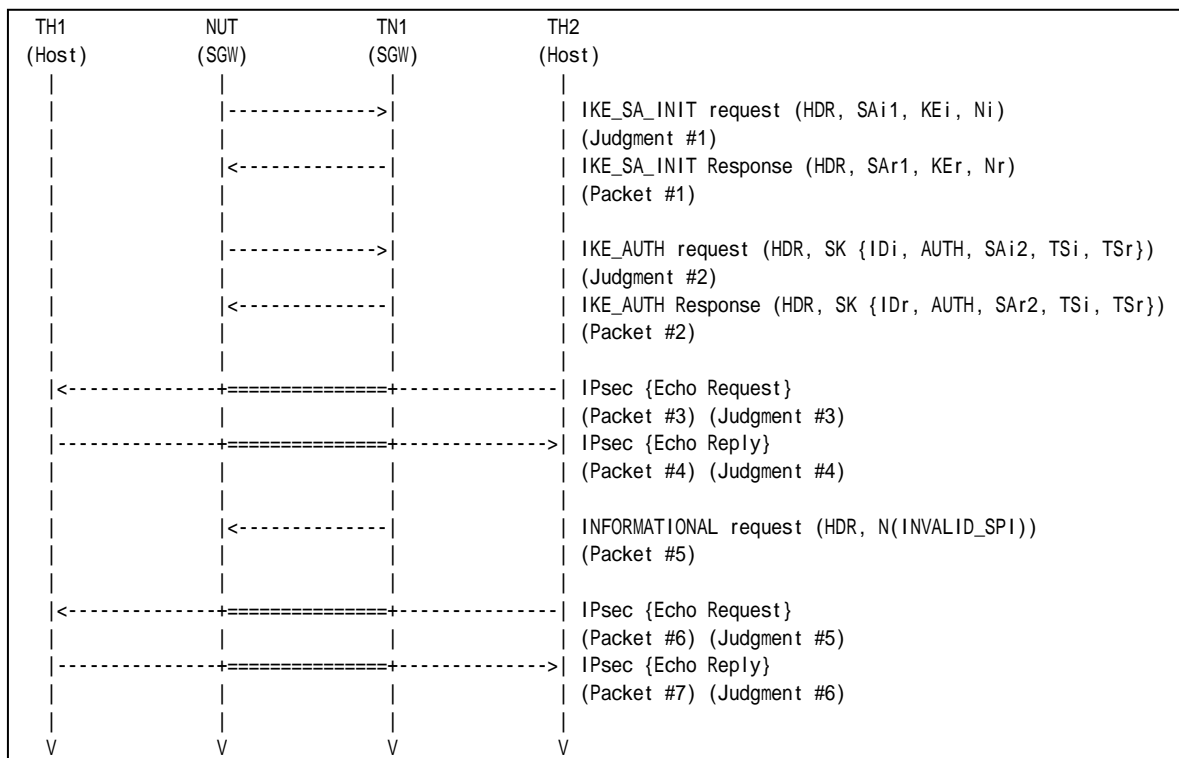 TH1 NUT TN1 TH2
(Host) (SGW) (SGW) (Host)
| | | |
| |-------------->| | IKE_SA_INIT request (HDR, SAi1, KEi, Ni)
| | | | (Judgment #1)
| |<--------------| | IKE_SA_INIT Response (HDR, SAr1, KEr, Nr)
| | | | (Packet #1)
| | | |
| |-------------->| | IKE_AUTH request (HDR, SK {IDi, AUTH, SAi2, TSi, TSr})
| | | | (Judgment #2)
| |<--------------| | IKE_AUTH Response (HDR, SK {IDr, AUTH, SAr2, TSi, TSr})
| | | | (Packet #2)
| | | |
|<--------------+===============+--------------| IPsec {Echo Request}
| | | | (Packet #3) (Judgment #3)
|---------------+===============+------------->| IPsec {Echo Reply}
| | | | (Packet #4) (Judgment #4)
| | | |
| |<--------------| | INFORMATIONAL request (HDR, N(INVALID_SPI))
| | | | (Packet #5)
| | | |
|<--------------+===============+--------------| IPsec {Echo Request}
| | | | (Packet #6) (Judgment #5)
|---------------+===============+------------->| IPsec {Echo Reply}
| | | | (Packet #7) (Judgment #6)
| | | |
V V V V